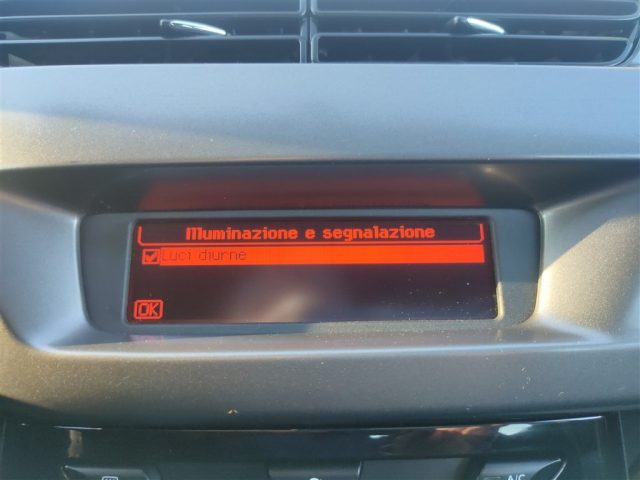 Illuminazione e segnalazione
Luci diurne
OK
A/C